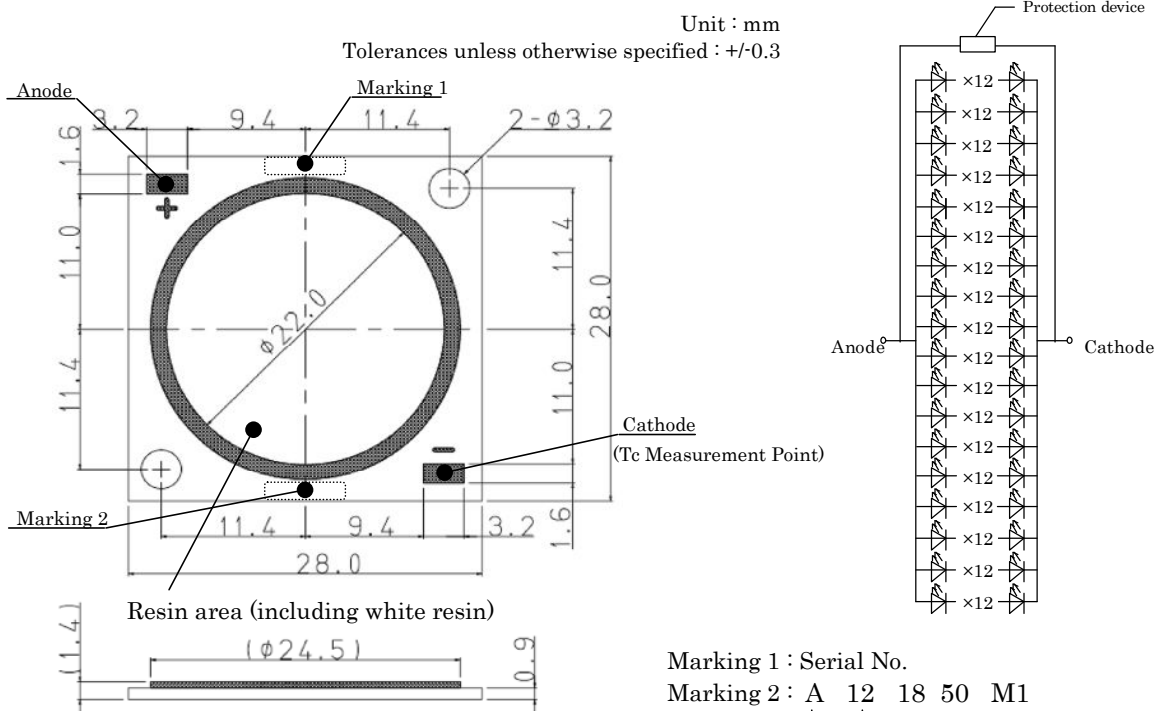 Protection device
Unit : mm
Tolerances unless otherwise specified : +/-0.3
Anode
Marking 1
3.2
9.4
11.4
2-φ3.2
1.6
+
11.0
11.4
φ22.0
11.4
28.0
11.0
Cathode
(Tc Measurement Point)
−
Marking 2
11.4
9.4
3.2
1.6
28.0
Resin area (including white resin)
(1.4)
(φ24.5)
0.9
×12
×12
×12
×12
×12
×12
×12
×12
×12
Anode
Cathode
×12
×12
×12
×12
×12
×12
×12
×12
×12
Marking 1 : Serial No.
Marking 2 : A 12 18 50 M1